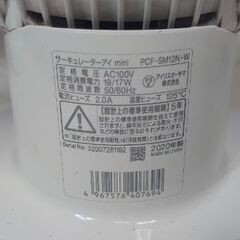 サーキュレーターアイ mini PCF-SM12N-W
定格電圧 AC100V
定格消費電力 19/17W
定格周波数 50/60Hz
アイリスオーヤマ
電流ヒューズ 2.0A 温度ヒューズ 125℃
【設計上の標準使用期間】5年
2020年製
MADE IN CHINA
Serial No: 32007281192
4 967576 407694